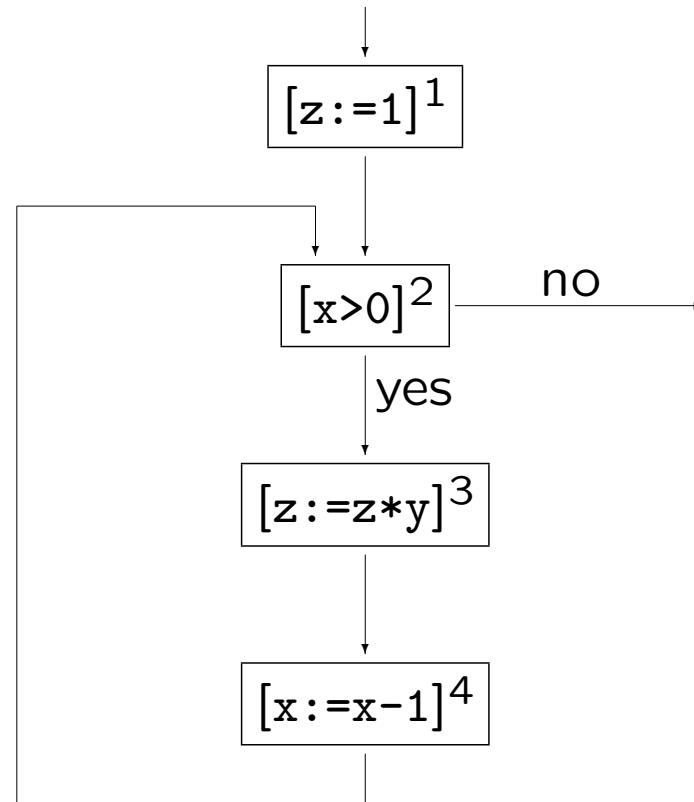 [z:=1]¹
[x>0]²
no
yes
[z:=z*y]³
[x:=x-1]⁴